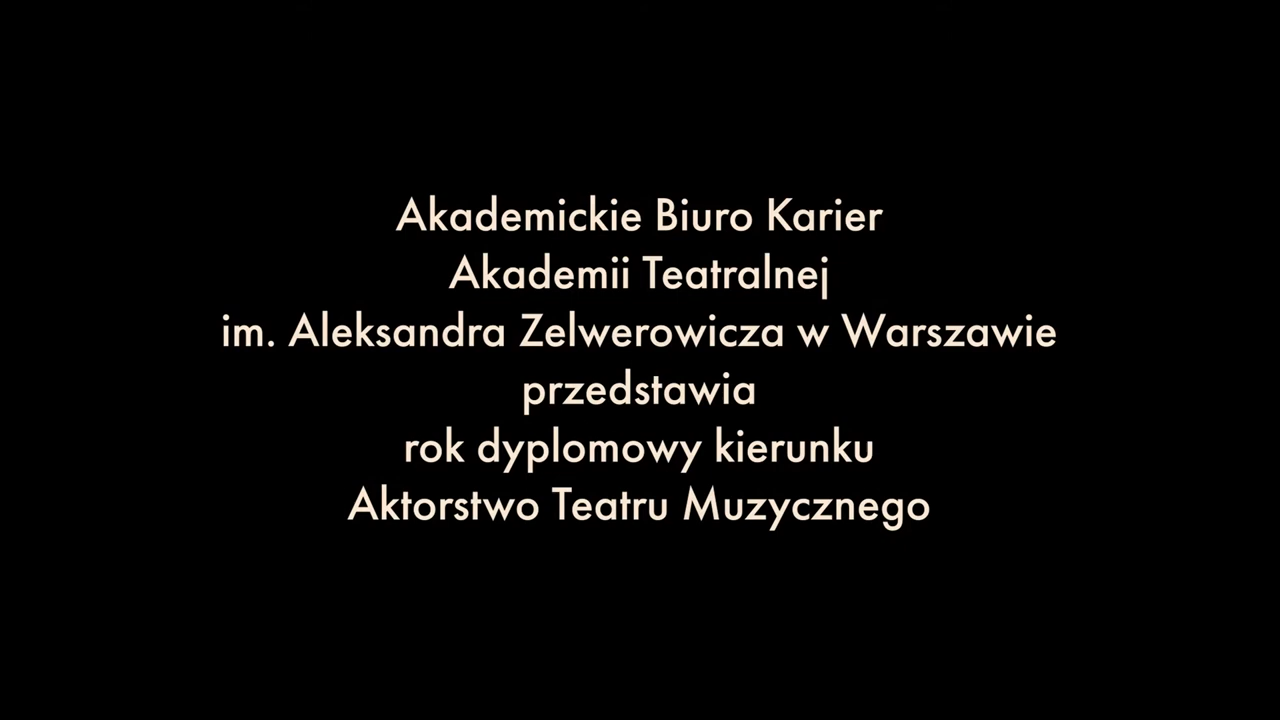 Akademickie Biuro Karier
Akademii Teatralnej
im. Aleksandra Zelwerowicza w Warszawie
przedstawia
rok dyplomowy kierunku
Aktorstwo Teatru Muzycznego